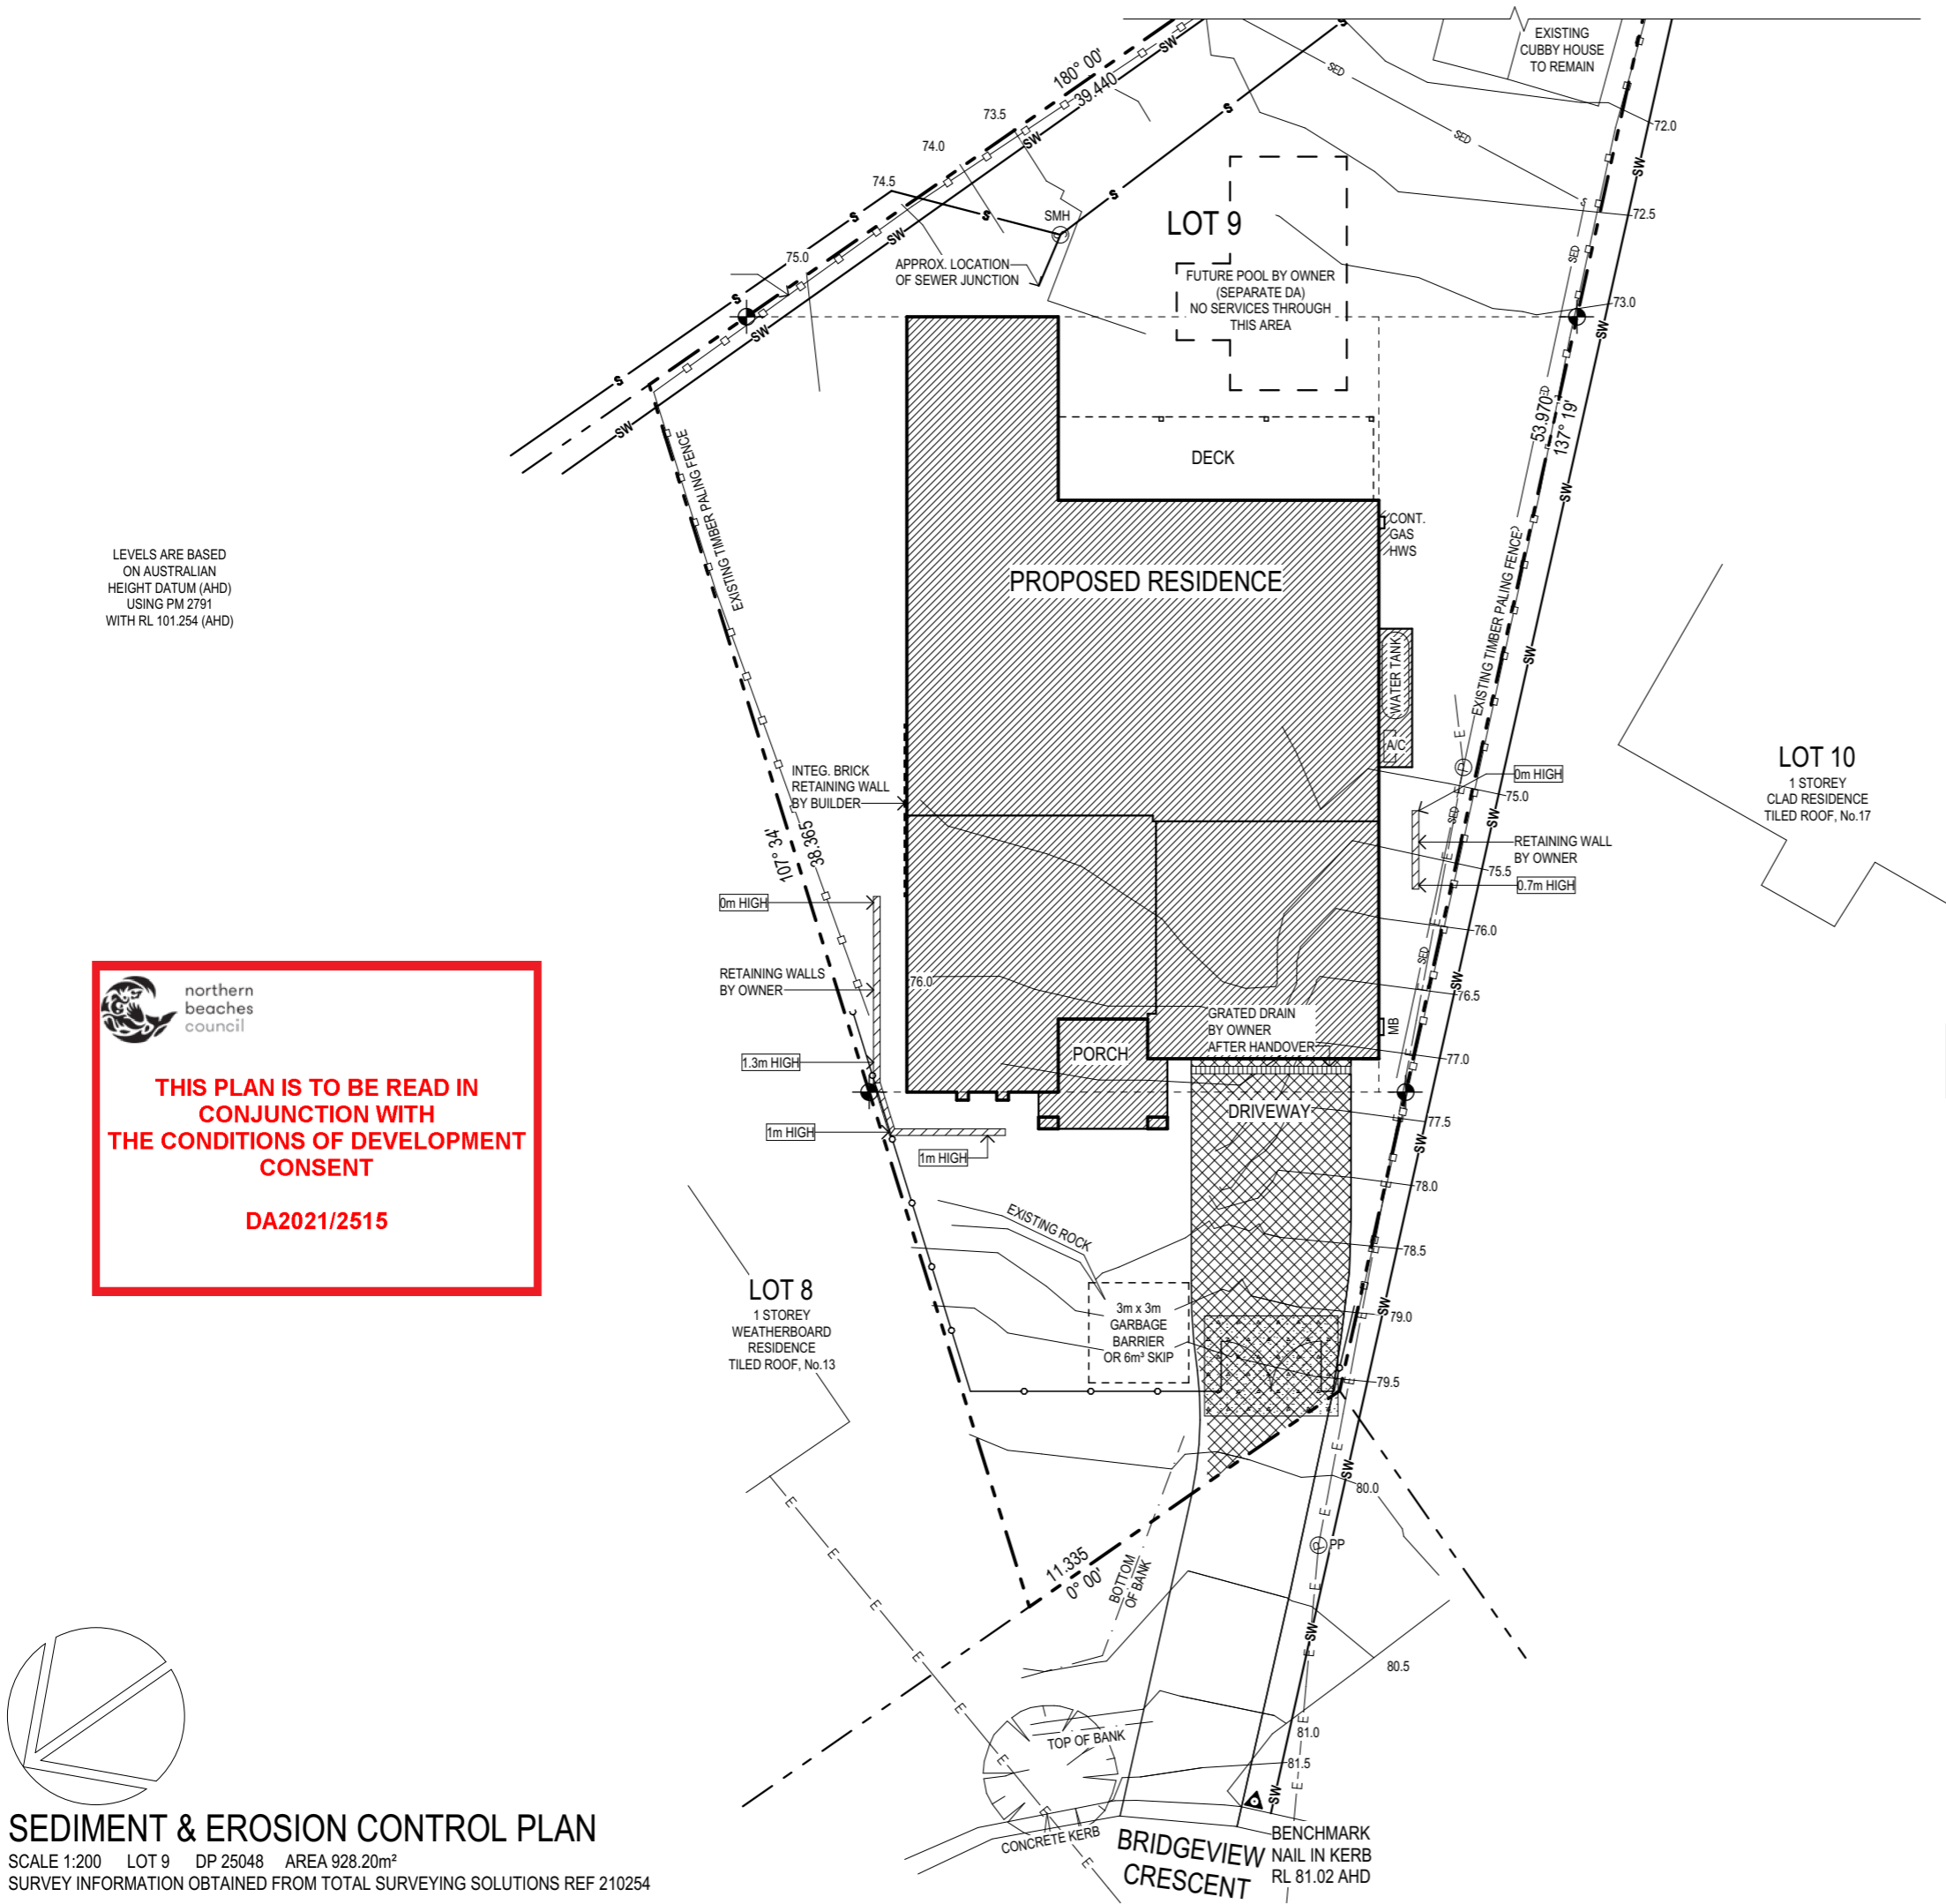 EXISTING
CUBBY HOUSE
TO REMAIN
180° 00'
39.440
SW
S
SED
73.5
74.0
74.5
75.0
72.0
72.5
73.0
SMH
LOT 9
APPROX. LOCATION
OF SEWER JUNCTION
FUTURE POOL BY OWNER
(SEPARATE DA)
NO SERVICES THROUGH
THIS AREA
53.970
137° 19'
DECK
CONT.
GAS
HWS
EXISTING TIMBER PALING FENCE
PROPOSED RESIDENCE
EXISTING TIMBER PALING FENCE
LEVELS ARE BASED
ON AUSTRALIAN
HEIGHT DATUM (AHD)
USING PM 2791
WITH RL 101.254 (AHD)
WATER TANK
A/C
LOT 10
1 STOREY
CLAD RESIDENCE
TILED ROOF, No.17
INTEG. BRICK
RETAINING WALL
BY BUILDER
0m HIGH
75.0
RETAINING WALL
BY OWNER
75.5
0.7m HIGH
107° 34'
38.365
0m HIGH
76.0
RETAINING WALLS
BY OWNER
76.0
76.5
GRATED DRAIN
BY OWNER
AFTER HANDOVER
MB
PORCH
77.0
1.3m HIGH
DRIVEWAY
77.5
1m HIGH
1m HIGH
78.0
EXISTING ROCK
78.5
northern
beaches
council
THIS PLAN IS TO BE READ IN
CONJUNCTION WITH
THE CONDITIONS OF DEVELOPMENT
CONSENT
DA2021/2515
LOT 8
1 STOREY
WEATHERBOARD
RESIDENCE
TILED ROOF, No.13
3m x 3m
GARBAGE
BARRIER
OR 6m³ SKIP
79.0
79.5
80.0
PP
11.335
0° 00'
BOTTOM
OF BANK
80.5
81.0
TOP OF BANK
81.5
CONCRETE KERB
BRIDGEVIEW
CRESCENT
BENCHMARK
NAIL IN KERB
RL 81.02 AHD
SEDIMENT & EROSION CONTROL PLAN
SCALE 1:200 LOT 9 DP 25048 AREA 928.20m²
SURVEY INFORMATION OBTAINED FROM TOTAL SURVEYING SOLUTIONS REF 210254